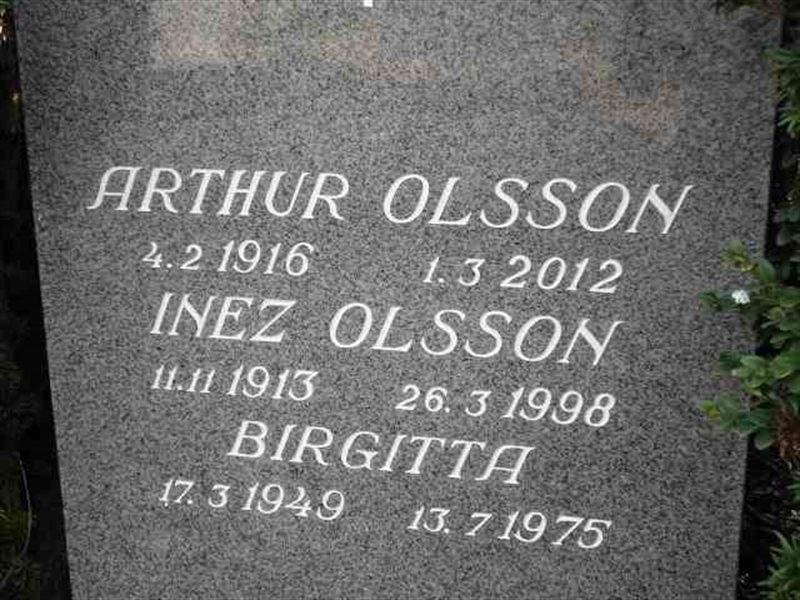 ARTHUR OLSSON
4.2 1916 1.3 2012
INEZ OLSSON
11.11 1913 26.3 1998
BIRGITTA
17.3 1949 13.7 1975